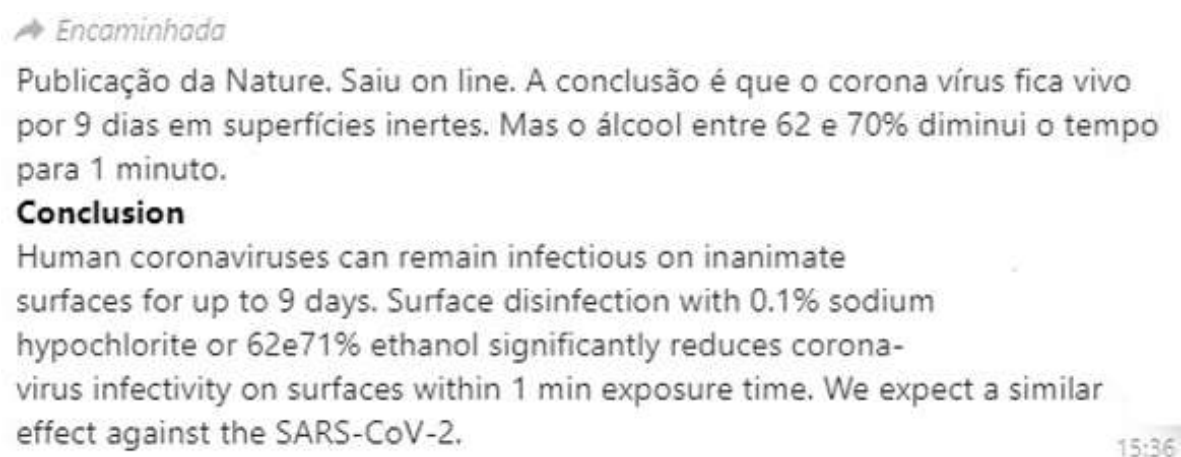 Encaminhada
Publicação da Nature. Saiu on line. A conclusão é que o corona vírus fica vivo
por 9 dias em superfícies inertes. Mas o álcool entre 62 e 70% diminui o tempo
para 1 minuto.
Conclusion
Human coronaviruses can remain infectious on inanimate
surfaces for up to 9 days. Surface disinfection with 0.1% sodium
hypochlorite or 62e71% ethanol significantly reduces corona-
virus infectivity on surfaces within 1 min exposure time. We expect a similar
effect against the SARS-CoV-2.
15:36